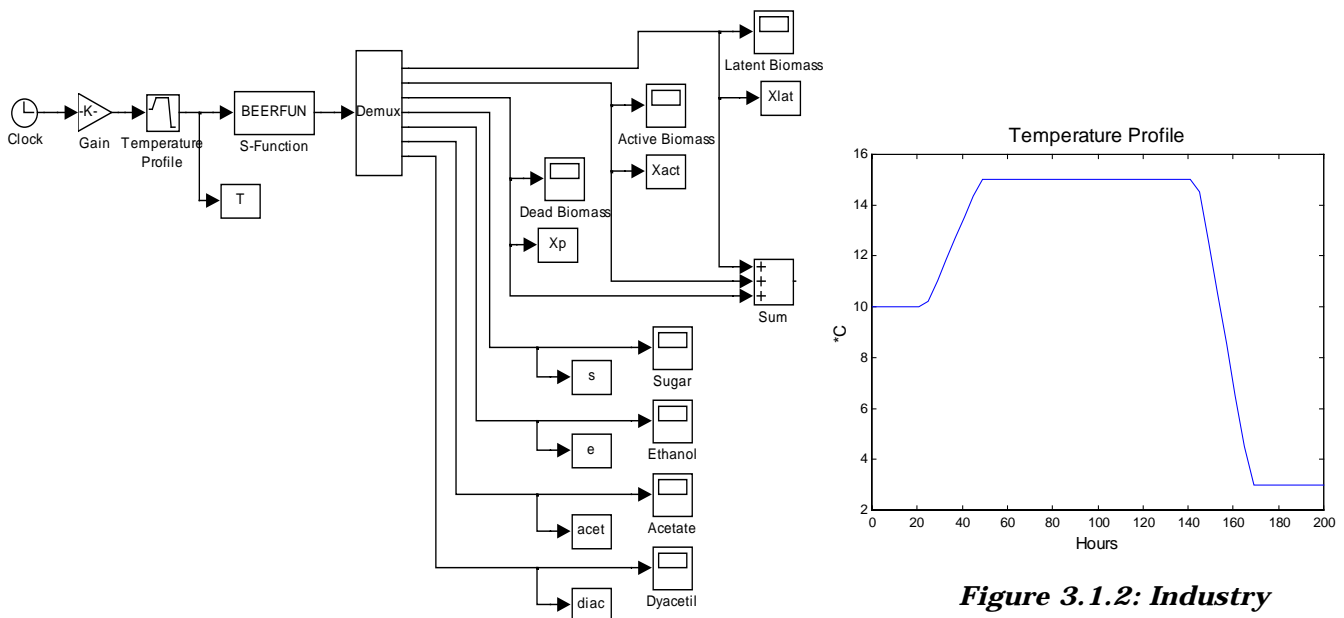 Clock
-K-
Gain
Temperature
Profile
T
BEERFUN
S-Function
Demux
Latent Biomass
Xlat
Active Biomass
Xact
Dead Biomass
Xp
+
+
+
Sum
s
Sugar
e
Ethanol
acet
Acetate
diac
Dyacetil
Temperature Profile
16
14
12
10
8
6
4
2
*C
0
20
40
60
80
100
120
140
160
180
200
Hours
Figure 3.1.2: Industry